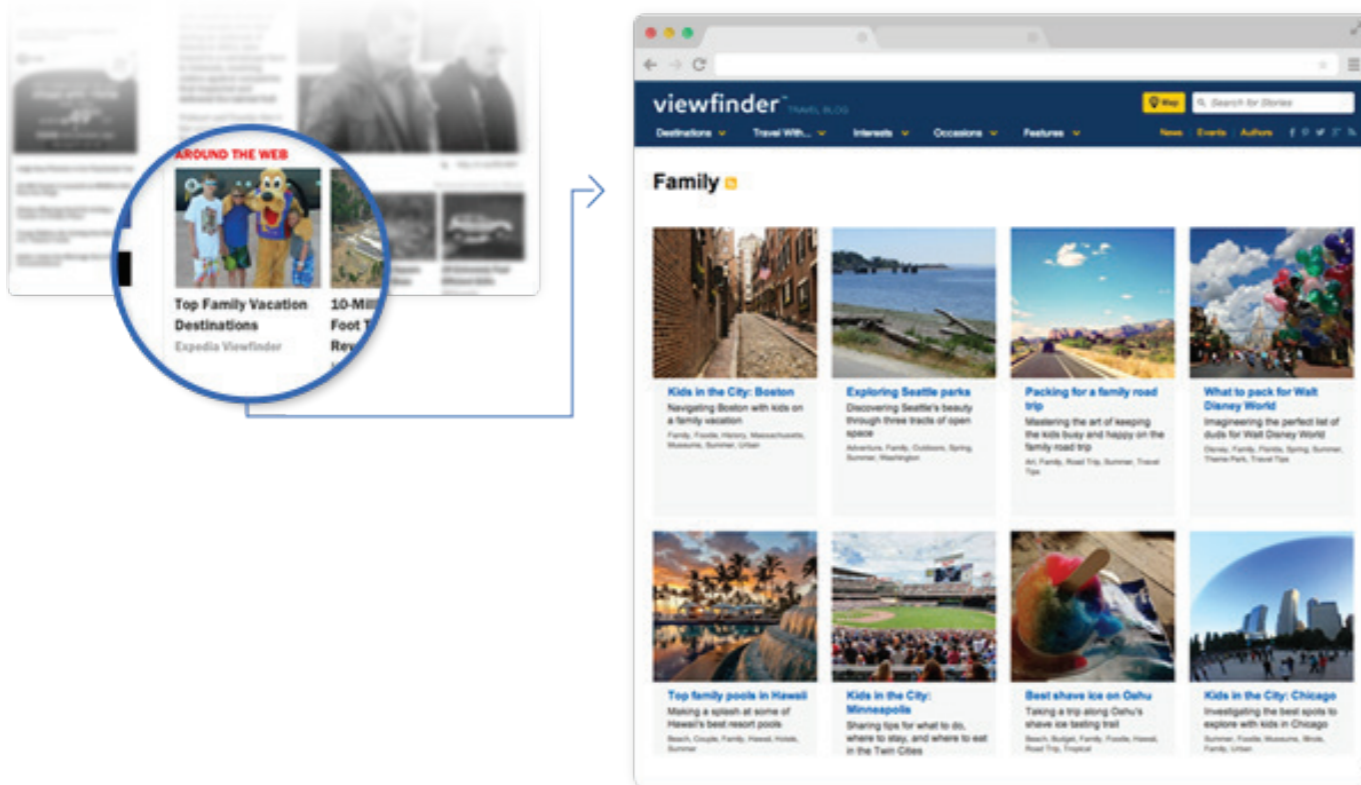 AROUND THE WEB
Top Family Vacation
Destinations
Expedia Viewfinder
10-Mil
Foot T
Rev
viewfinder™ TRAVEL BLOG
Map
Search for Stories
Destinations
Travel With...
Interests
Occasions
Features
News
Events
Authors
Family
Kids in the City: Boston
Navigating Boston with kids on
a family vacation
Family, Foodie, History, Massachusetts,
Museums, Summer, Urban
Exploring Seattle parks
Discovering Seattle's beauty
through three tracts of open
space
Adventure, Family, Outdoors, Spring,
Summer, Washington
Packing for a family road
trip
Mastering the art of keeping
the kids busy and happy on the
family road trip
Art, Family, Road Trip, Summer, Travel
Tips
What to pack for Walt
Disney World
Imagineering the perfect list of
duds for Walt Disney World
Disney, Family, Florida, Spring, Summer,
Theme Park, Travel Tips
Top family pools in Hawaii
Making a splash at some of
Hawaii's best resort pools
Beach, Couple, Family, Hawaii, Hotels,
Summer
Kids in the City:
Minneapolis
Sharing tips for what to do,
where to stay, and where to eat
in the Twin Cities
Best shave ice on Oahu
Taking a trip along Oahu's
shave ice tasting trail
Beach, Budget, Family, Foodie, Hawaii,
Road Trip, Tropical
Kids in the City: Chicago
Investigating the best spots to
explore with kids in Chicago
Summer, Foodie, Museums, Illinois,
Family, Urban